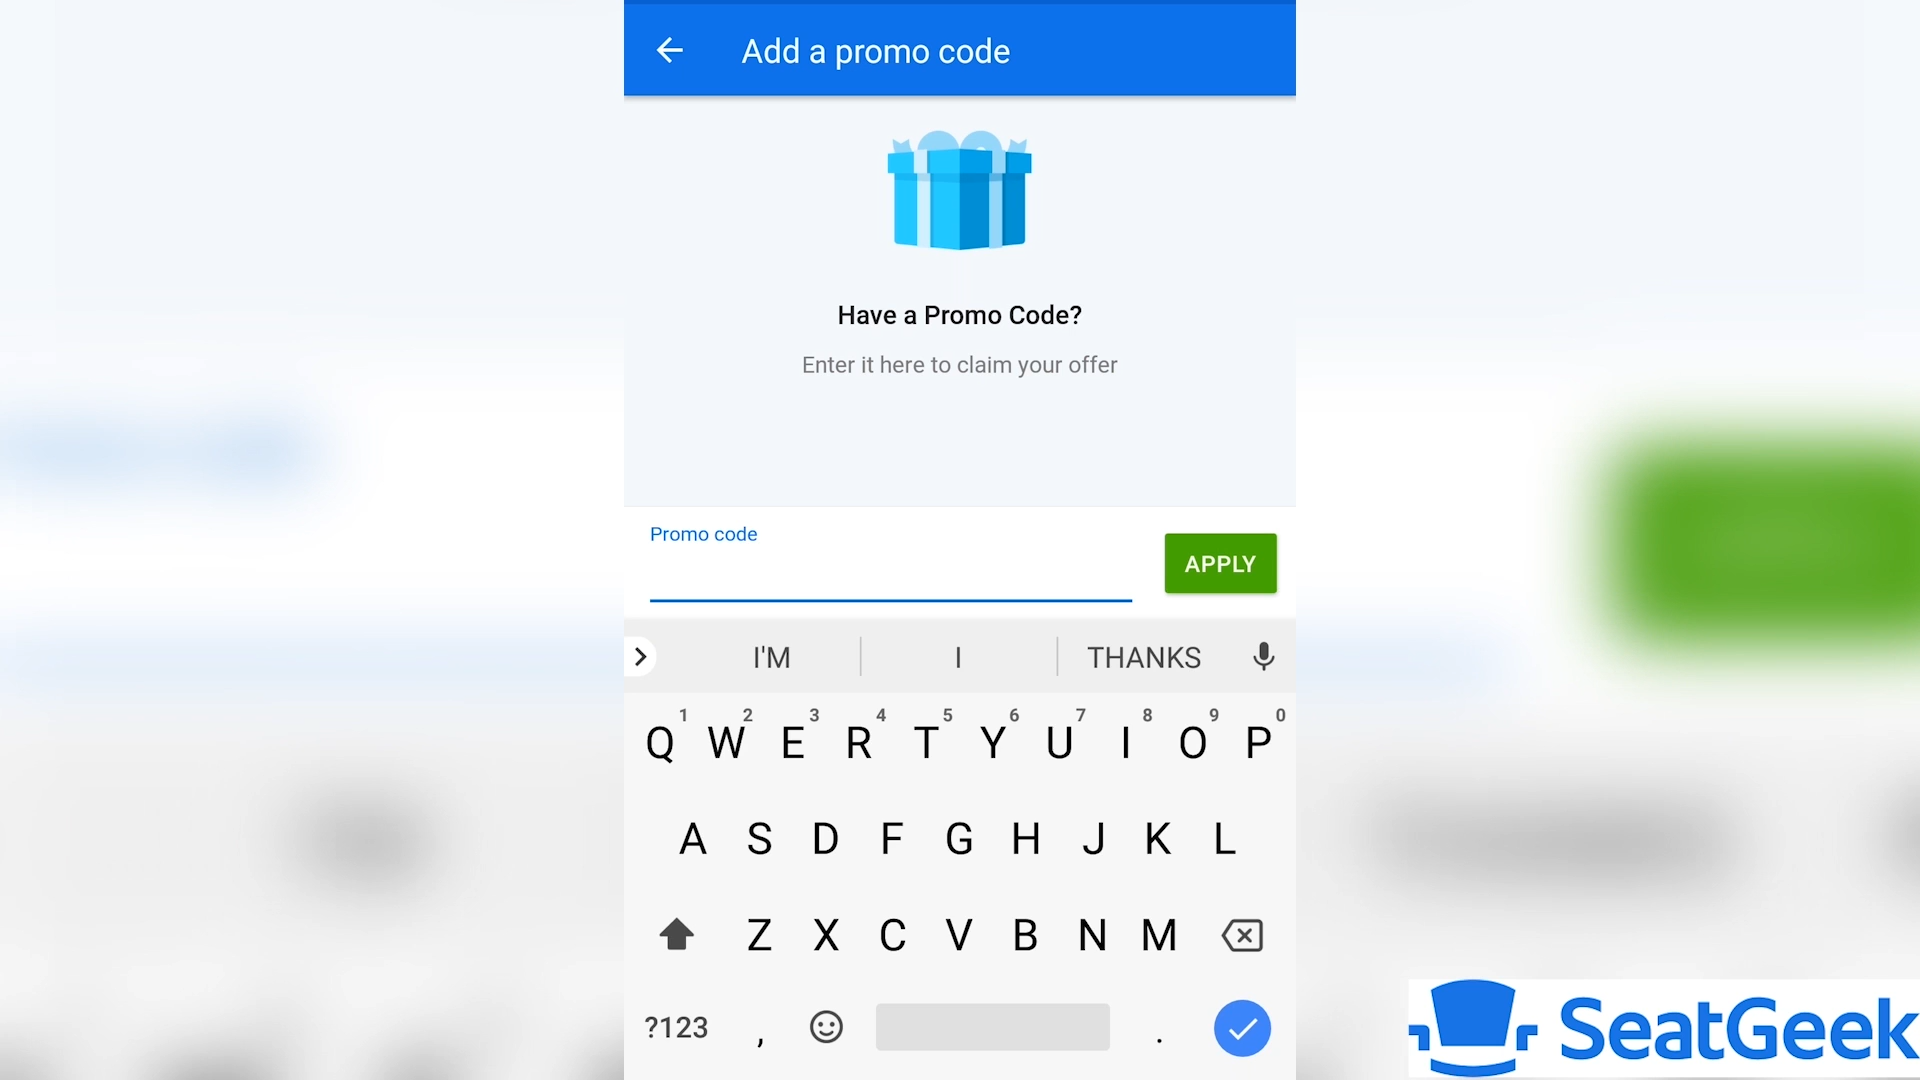 Add a promo code
Have a Promo Code?
Enter it here to claim your offer
Promo code
APPLY
I'M I THANKS
1 2 3 4 5 6 7 8 9 0
Q W E R T Y U I O P
A S D F G H J K L
Z X C V B N M
?123 , .
SeatGeek